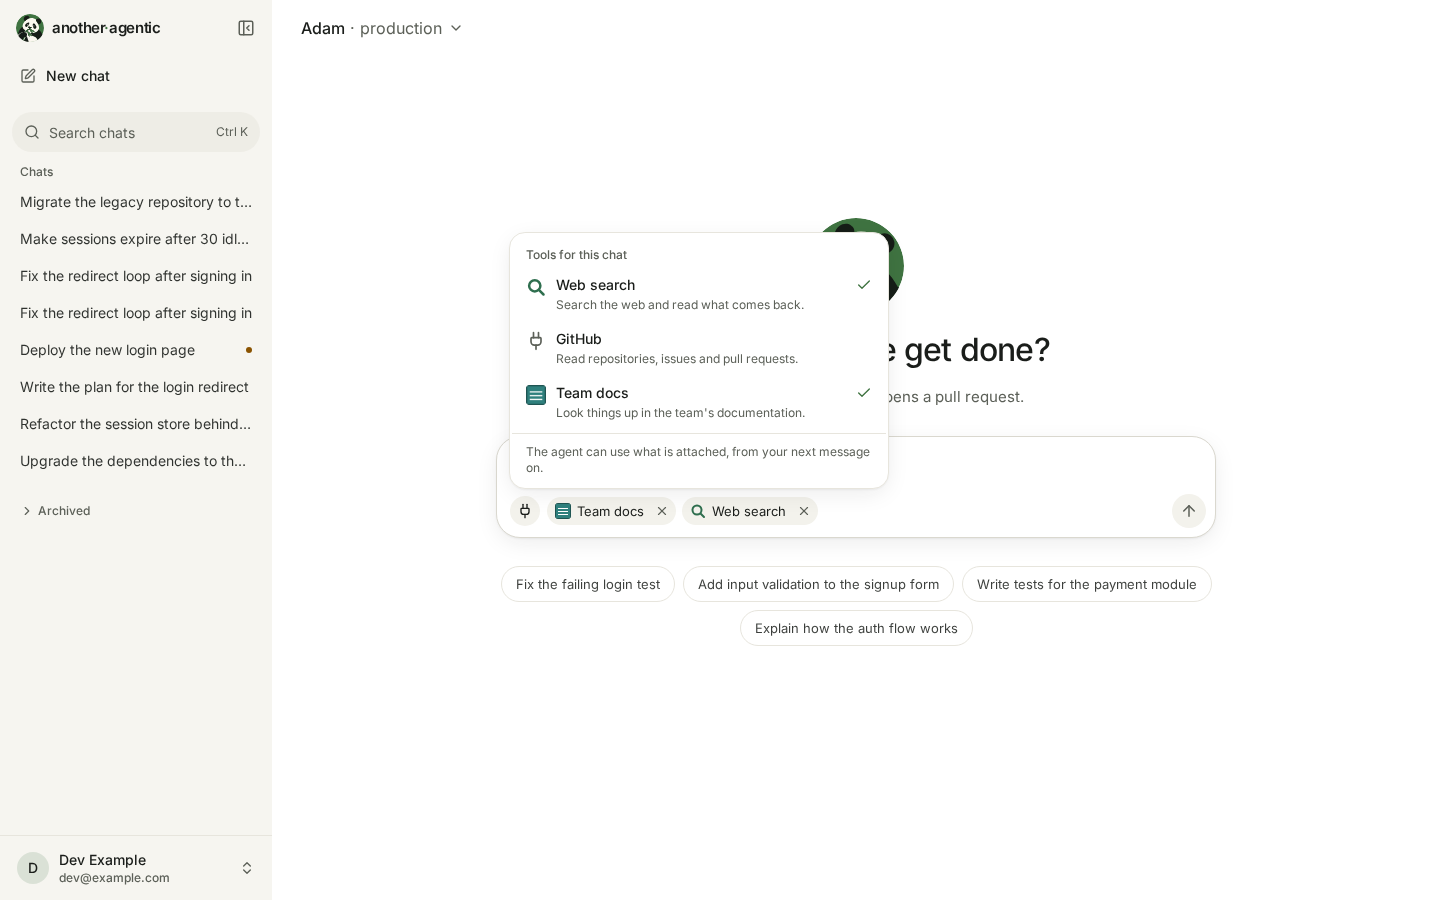 another·agentic
New chat
Search chats Ctrl K
Chats
Migrate the legacy repository to t...
Make sessions expire after 30 idl...
Fix the redirect loop after signing in
Fix the redirect loop after signing in
Deploy the new login page
Write the plan for the login redirect
Refactor the session store behind...
Upgrade the dependencies to th...
Archived
Dev Example
D
dev@example.com
Adam · production
Tools for this chat
Web search
Search the web and read what comes back.
GitHub
Read repositories, issues and pull requests.
Team docs
Look things up in the team's documentation.
The agent can use what is attached, from your next message
on.
get done?
a pull request.
Team docs
Web search
Fix the failing login test
Add input validation to the signup form
Write tests for the payment module
Explain how the auth flow works